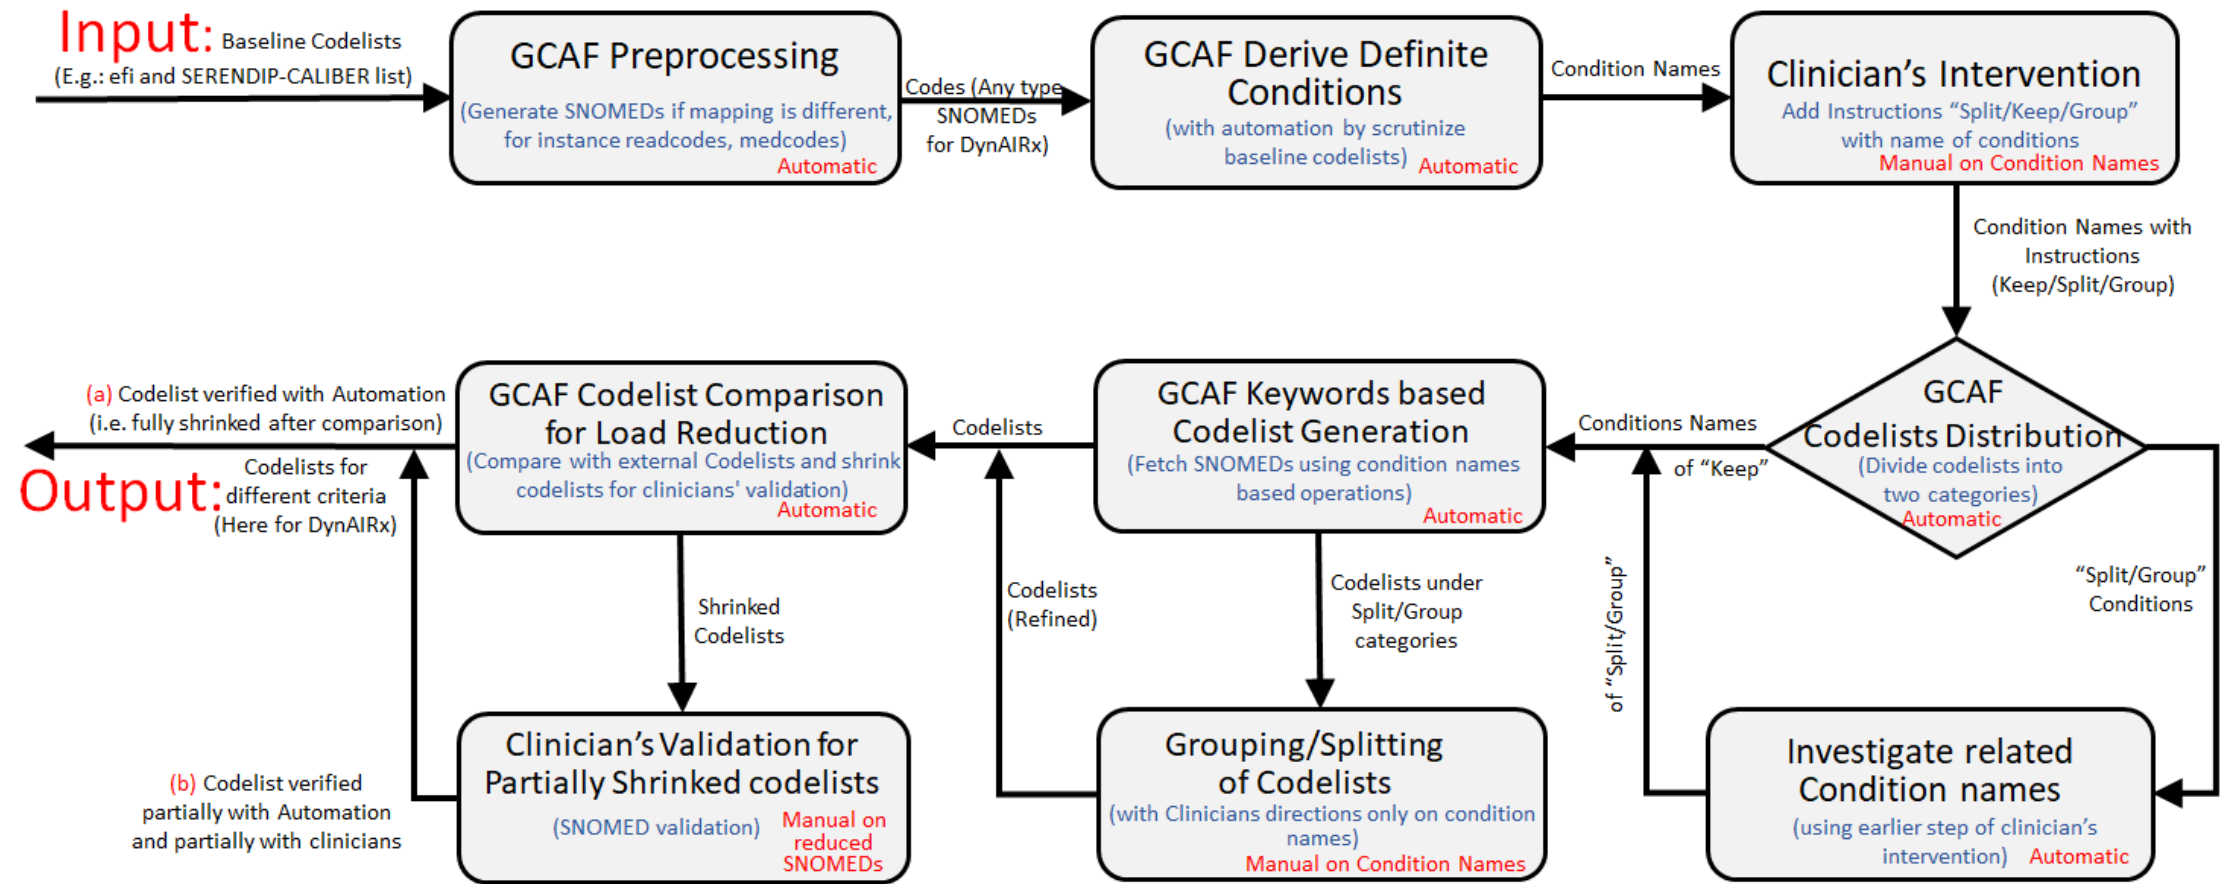 Input: Baseline Codelists
(E.g.: efi and SERENDIP-CALIBER list)
GCAF Preprocessing
(Generate SNOMEDs if mapping is different,
for instance readcodes, medcodes)
Automatic
Codes (Any type
SNOMEDs
for DynAIRx)
GCAF Derive Definite
Conditions
(with automation by scrutinize
baseline codelists)
Automatic
Condition Names
Clinician's Intervention
Add Instructions “Split/Keep/Group”
with name of conditions
Manual on Condition Names
Condition Names with
Instructions
(Keep/Split/Group)
GCAF
Codelists Distribution
(Divide codelists into
two categories)
Automatic
“Split/Group”
Conditions
Investigate related
Condition names
(using earlier step of clinician's
intervention)
Automatic
of “Split/Group”
Conditions Names
of “Keep”
GCAF Keywords based
Codelist Generation
(Fetch SNOMEDs using condition names
based operations)
Automatic
Codelists under
Split/Group
categories
Grouping/Splitting
of Codelists
(with Clinicians directions only on condition
names)
Manual on Condition Names
Codelists
(Refined)
Codelists
GCAF Codelist Comparison
for Load Reduction
(Compare with external Codelists and shrink
codelists for clinicians' validation)
Automatic
Shrinked
Codelists
Clinician's Validation for
Partially Shrinked codelists
(SNOMED validation)
Manual on
reduced
SNOMEDs
(a) Codelist verified with Automation
(i.e. fully shrinked after comparison)
Output:
Codelists for
different criteria
(Here for DynAIRx)
(b) Codelist verified
partially with Automation
and partially with clinicians